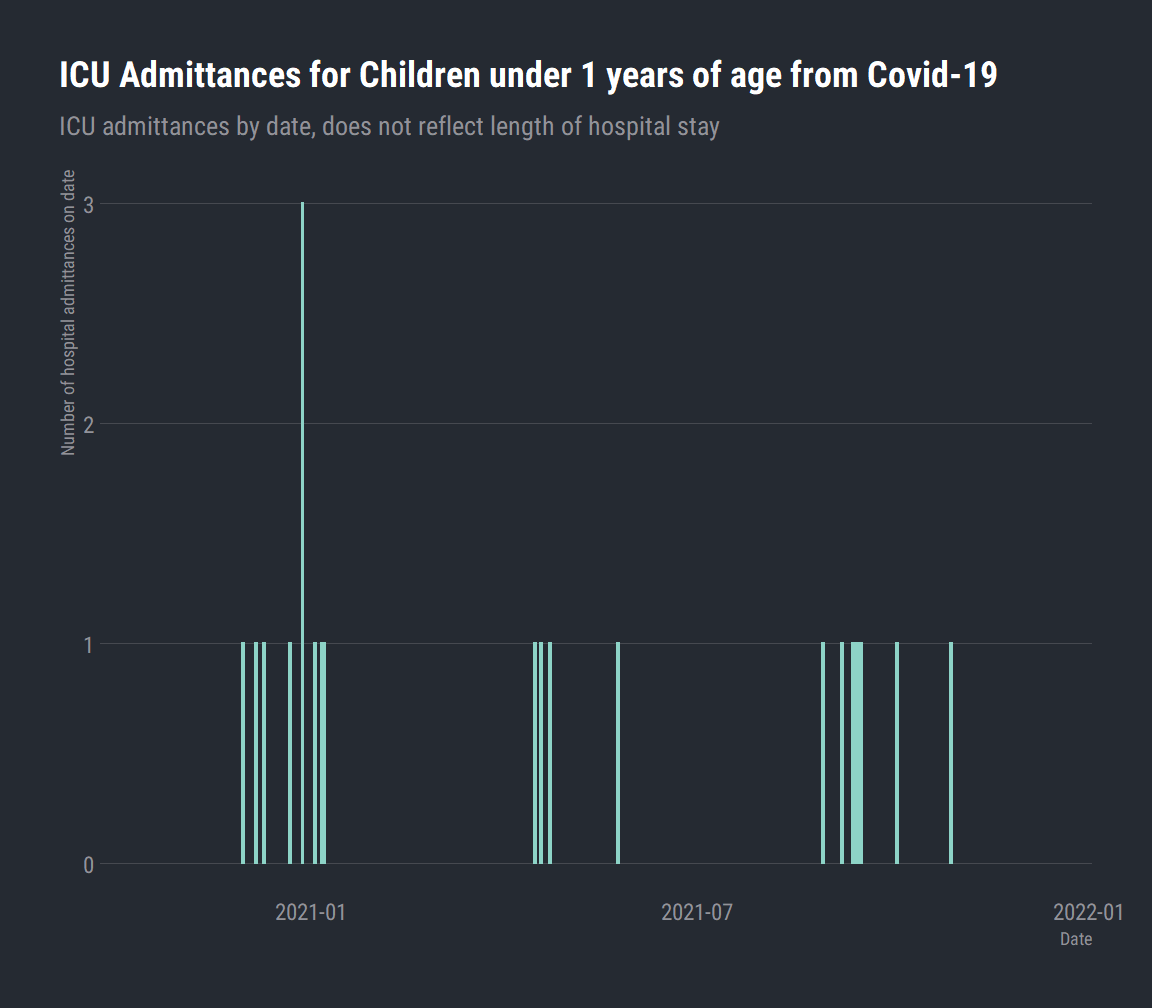 ICU Admittances for Children under 1 years of age from Covid-19
ICU admittances by date, does not reflect length of hospital stay
Number of hospital admittances on date
3
2
1
0
2021-01
2021-07
2022-01
Date